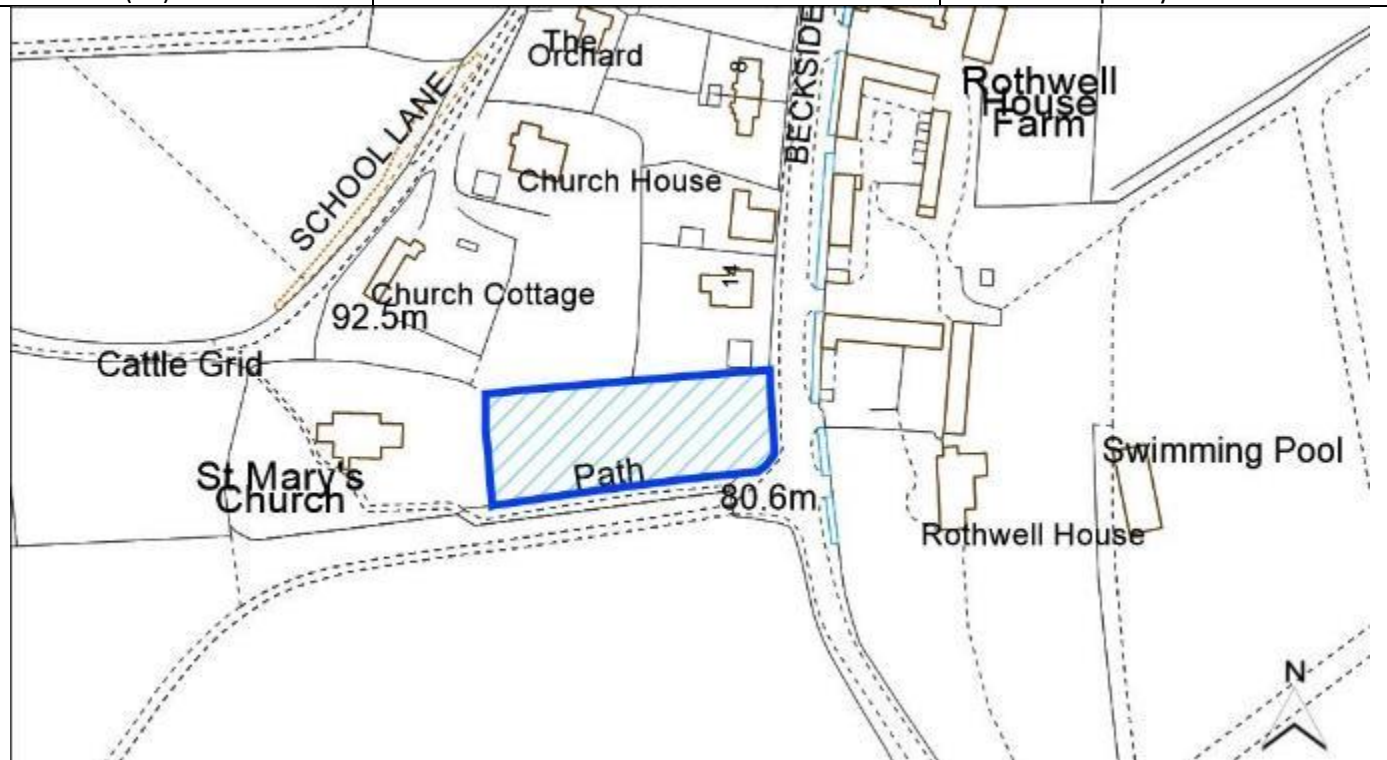 The
Orchard
8
BECKSIDE
Rothwell
House
Farm
SCHOOL LANE
Church House
14
Church Cottage
92.5m
Cattle Grid
St Mary's
Church
Path
80.6m
Swimming Pool
Rothwell House
N